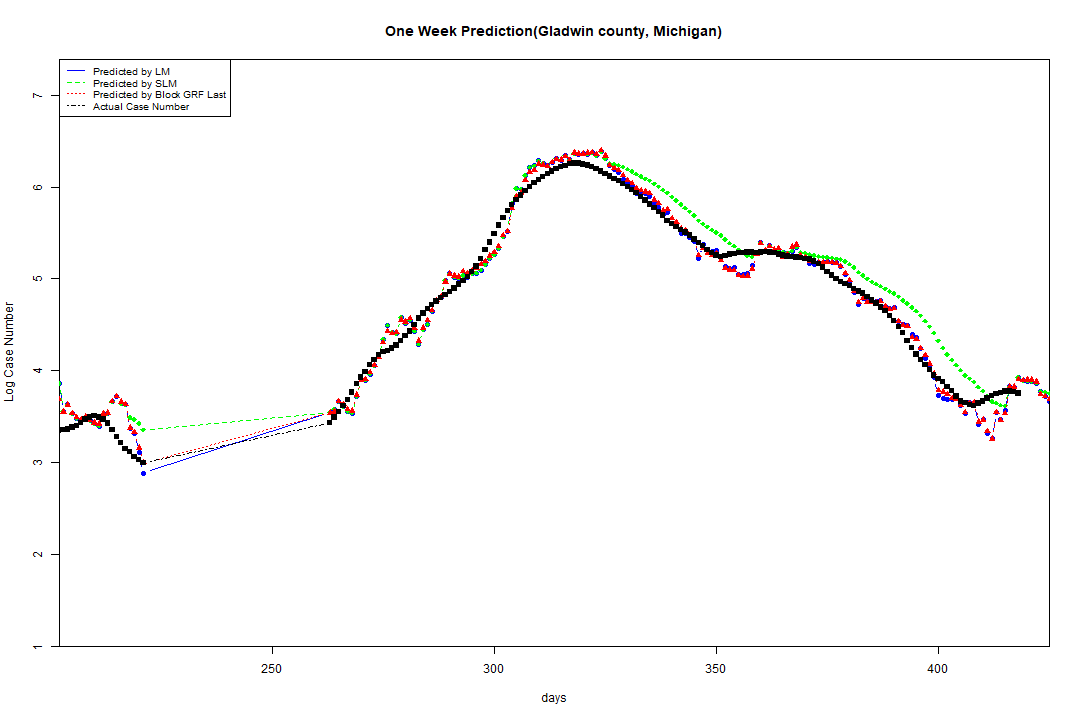 One Week Prediction(Gladwin county, Michigan)
Predicted by LM
Predicted by SLM
Predicted by Block GRF Last
Actual Case Number
7
6
5
4
3
2
1
Log Case Number
250
300
350
400
days